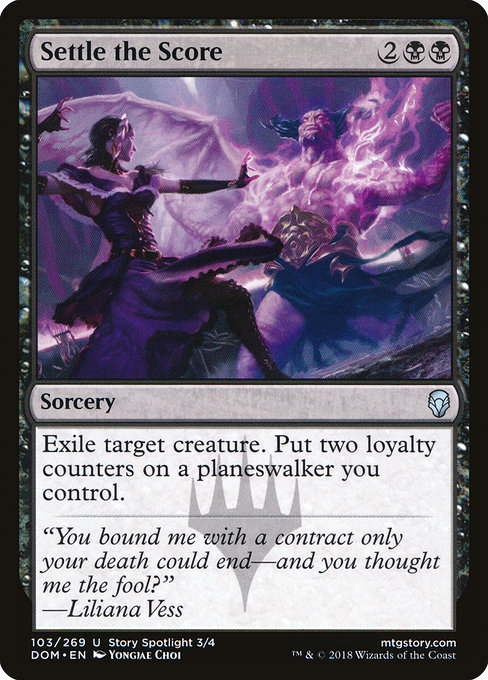 Settle the Score 2
Sorcery
Exile target creature. Put two loyalty
counters on a planeswalker you
control.
“You bound me with a contract only
your death could end—and you thought
me the fool?”
—Liliana Vess
103/269 U Story Spotlight 3/4
mtgstory.com
DOM • EN Yongjae Choi
™ & © 2018 Wizards of the Coast